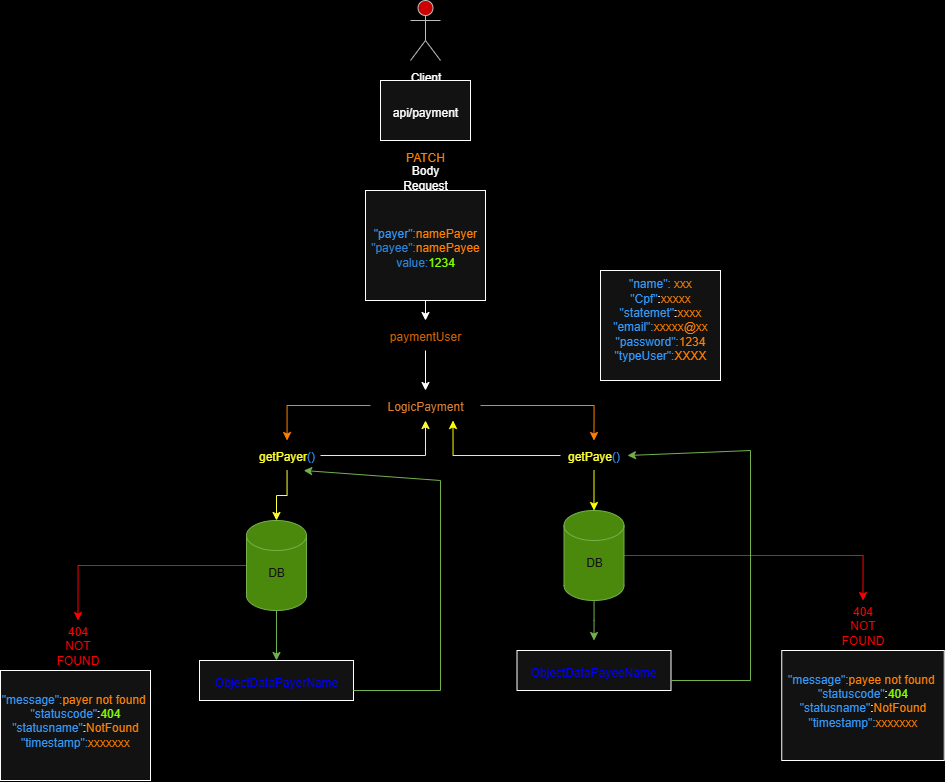 Client
api/payment
PATCH
Body
Request
"payer":namePayer
"payee":namePayee
value:1234
"name": xxx
"Cpf":xxxxx
"statemet":xxxx
"email":xxxxx@xx
"password":1234
"typeUser":XXXX
paymentUser
LogicPayment
getPayer()
getPaye()
DB
DB
404
NOT
FOUND
404
NOT
FOUND
ObjectDataPayerName
ObjectDataPayesName
"message":payer not found
"statuscode":404
"statusname":NotFound
"timestamp":xxxxxxx
"message":payee not found
"statuscode":404
"statusname":NotFound
"timestamp":xxxxxxx